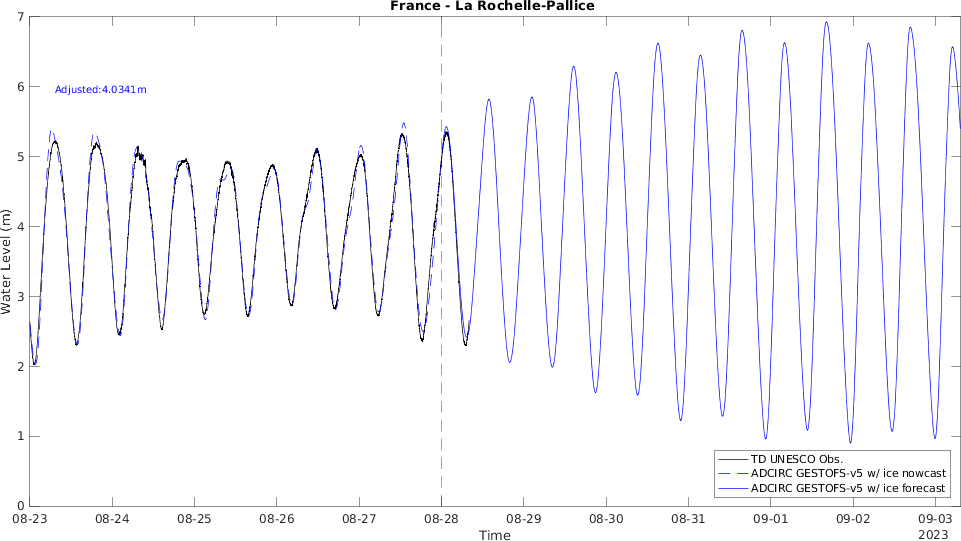 France - La Rochelle-Pallice
7
6
5
4
3
2
1
0
Water Level (m)
Adjusted:4.0341m
TD UNESCO Obs.
ADCIRC GESTOFS-v5 w/ ice nowcast
ADCIRC GESTOFS-v5 w/ ice forecast
08-23 08-24 08-25 08-26 08-27 08-28 08-29 08-30 08-31 09-01 09-02 09-03
Time
2023